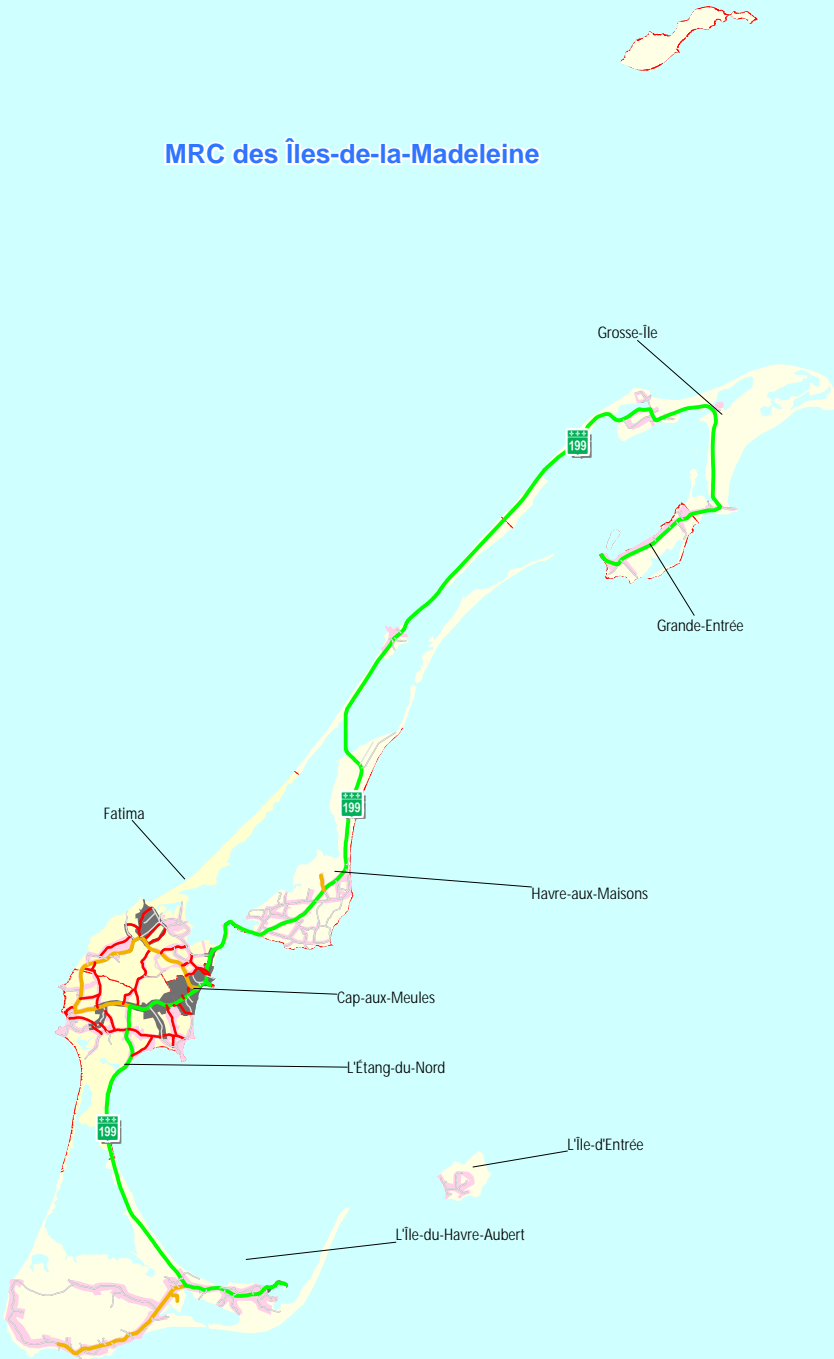 MRC des Îles-de-la-Madeleine
Grosse-Île
199
Grande-Entrée
199
Fatima
Havre-aux-Maisons
Cap-aux-Meules
L'Étang-du-Nord
199
L'Île-d'Entrée
L'Île-du-Havre-Aubert